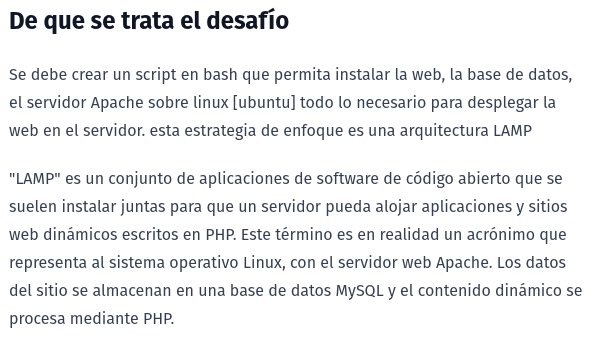 De que se trata el desafío
Se debe crear un script en bash que permita instalar la web, la base de datos,
el servidor Apache sobre linux [ubuntu] todo lo necesario para desplegar la
web en el servidor. esta estrategia de enfoque es una arquitectura LAMP
"LAMP" es un conjunto de aplicaciones de software de código abierto que se
suelen instalar juntas para que un servidor pueda alojar aplicaciones y sitios
web dinámicos escritos en PHP. Este término es en realidad un acrónimo que
representa al sistema operativo Linux, con el servidor web Apache. Los datos
del sitio se almacenan en una base de datos MySQL y el contenido dinámico se
procesa mediante PHP.